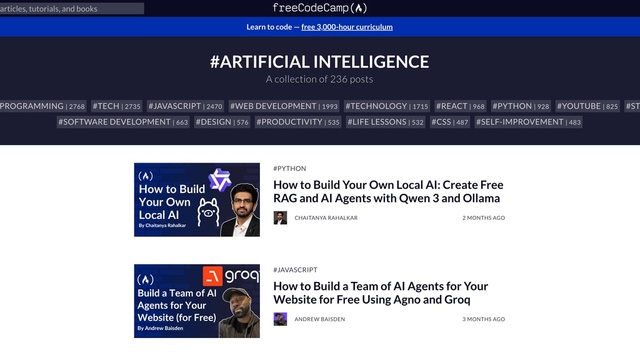 articles, tutorials, and books
freeCodeCamp(🔥)
Learn to code — free 3,000-hour curriculum
#ARTIFICIAL INTELLIGENCE
A collection of 236 posts
PROGRAMMING | 2768 #TECH | 2735 #JAVASCRIPT | 2470 #WEB DEVELOPMENT | 1993 #TECHNOLOGY | 1715 #REACT | 968 #PYTHON | 928 #YOUTUBE | 825 #ST
#SOFTWARE DEVELOPMENT | 663 #DESIGN | 576 #PRODUCTIVITY | 535 #LIFE LESSONS | 532 #CSS | 487 #SELF-IMPROVEMENT | 483
How to Build
Your Own
Local AI
By Chaitanya Rahalkar
#PYTHON
How to Build Your Own Local AI: Create Free
RAG and AI Agents with Qwen 3 and Ollama
CHAITANYA RAHALKAR 2 MONTHS AGO
groq
Build a Team of AI
Agents for Your
Website (for Free)
By Andrew Baisden
#JAVASCRIPT
How to Build a Team of AI Agents for Your
Website for Free Using Agno and Groq
ANDREW BAISDEN 3 MONTHS AGO